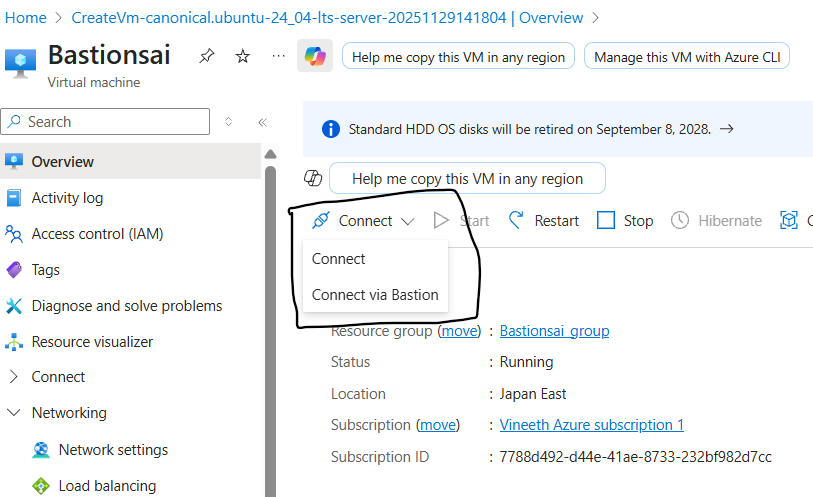 Home > CreateVm-canonical.ubuntu-24_04-lts-server-20251129141804 | Overview >
Bastionsai
Virtual machine
Help me copy this VM in any region
Manage this VM with Azure CLI
Search
Overview
Activity log
Access control (IAM)
Tags
Diagnose and solve problems
Resource visualizer
Connect
Networking
Network settings
Load balancing
Standard HDD OS disks will be retired on September 8, 2028. →
Help me copy this VM in any region
Connect Start Restart Stop Hibernate
Connect
Connect via Bastion
Resource group (move) : Bastionsai_group
Status : Running
Location : Japan East
Subscription (move) : Vineeth Azure subscription 1
Subscription ID : 7788d492-d44e-41ae-8733-232bf982d7cc